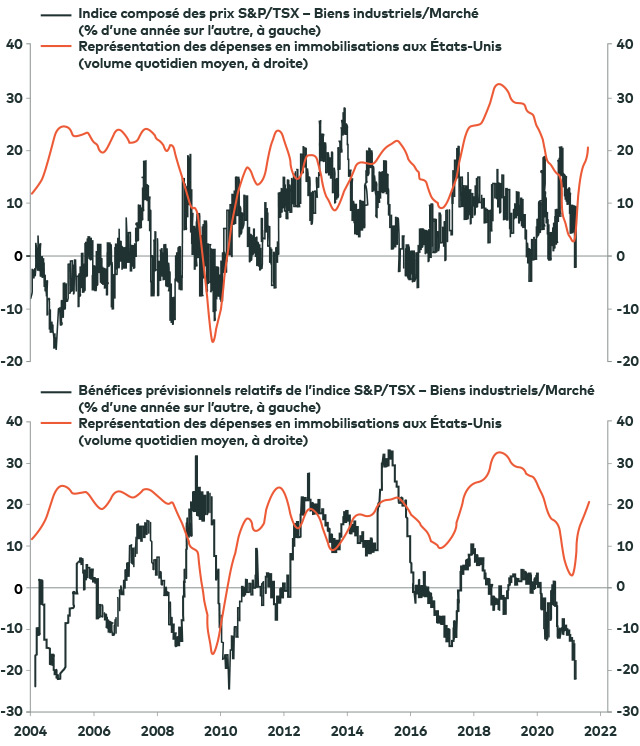 Indice composé des prix S&P/TSX – Biens industriels/Marché
(% d'une année sur l'autre, à gauche)
Représentation des dépenses en immobilisations aux États-Unis
(volume quotidien moyen, à droite)
40 40
30 30
20 20
10 10
0 0
-10 -10
-20 -20
Bénéfices prévisionnels relatifs de l'indice S&P/TSX – Biens industriels/Marché
(% d'une année sur l'autre, à gauche)
Représentation des dépenses en immobilisations aux États-Unis
(volume quotidien moyen, à droite)
40 40
30 30
20 20
10 10
0 0
-10 -10
-20 -20
-30 -30
2004 2006 2008 2010 2012 2014 2016 2018 2020 2022